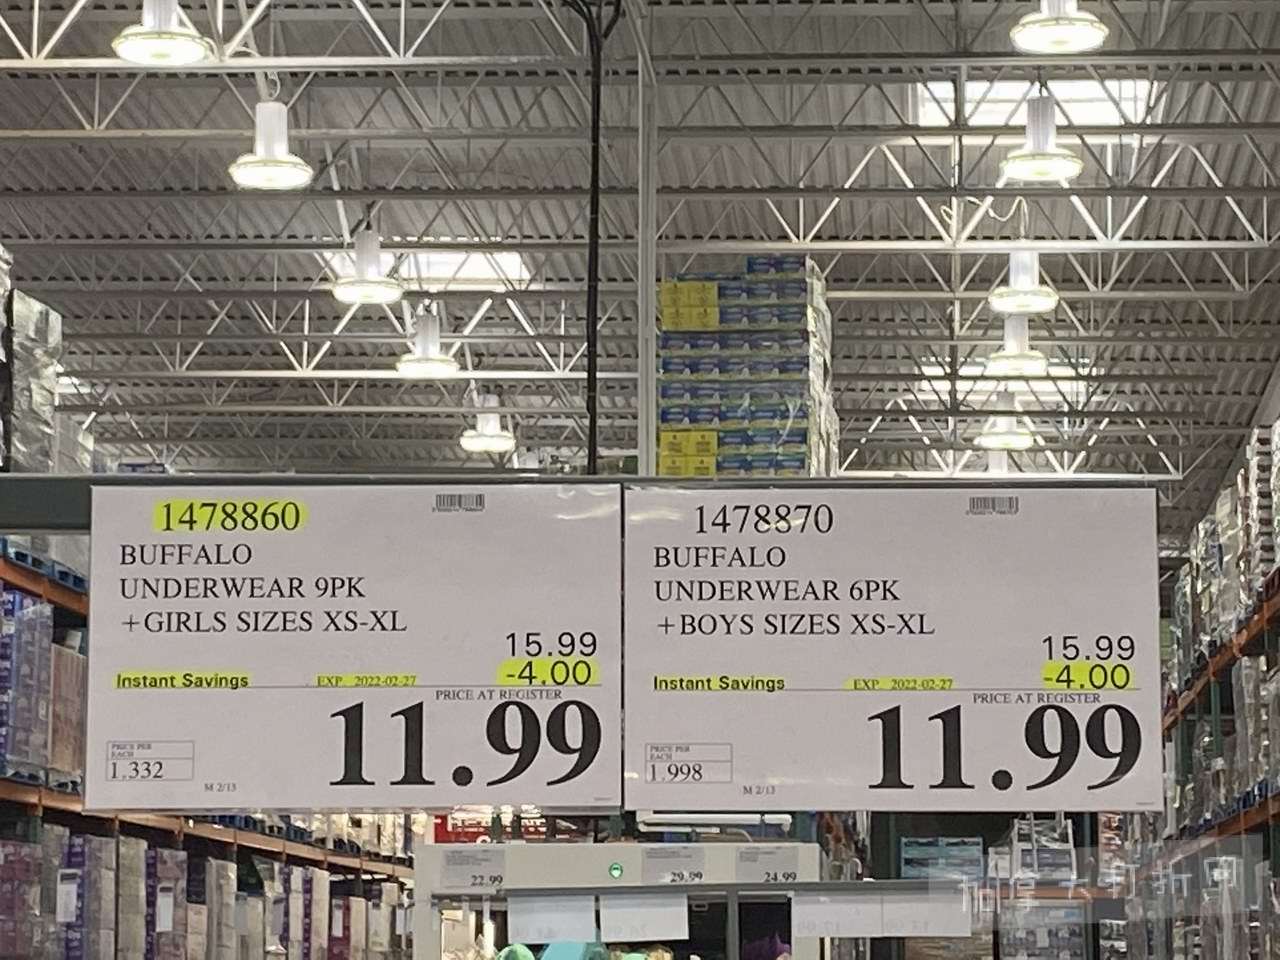 1478860
BUFFALO
UNDERWEAR 9PK
+GIRLS SIZES XS-XL
15.99
Instant Savings EXP. 2022-02-27 -4.00
PRICE AT REGISTER
11.99
PRICE PER
EACH
1.332
M 2/13
1478870
BUFFALO
UNDERWEAR 6PK
+BOYS SIZES XS-XL
15.99
Instant Savings EXP. 2022-02-27 -4.00
PRICE AT REGISTER
11.99
PRICE PER
EACH
1.998
M 2/13
22.99
29.99
24.99
加拿大打折网